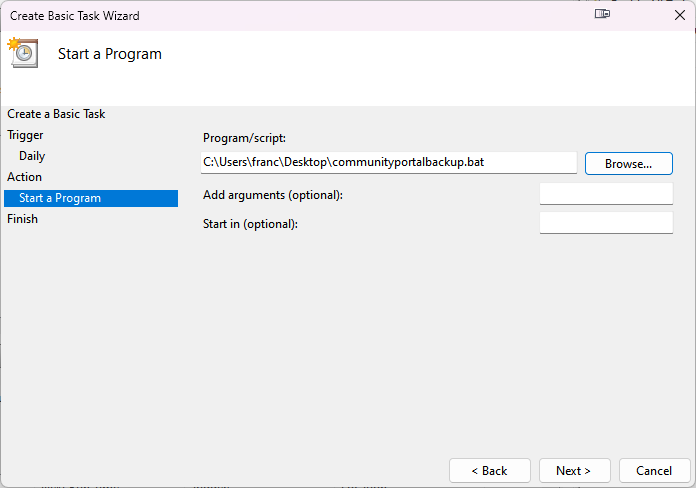 Create Basic Task Wizard
Start a Program
Create a Basic Task
Trigger
Daily
Action
Start a Program
Finish
Program/script:
C:\Users\franc\Desktop\communityportalbackup.bat
Browse...
Add arguments (optional):
Start in (optional):
< Back
Next >
Cancel